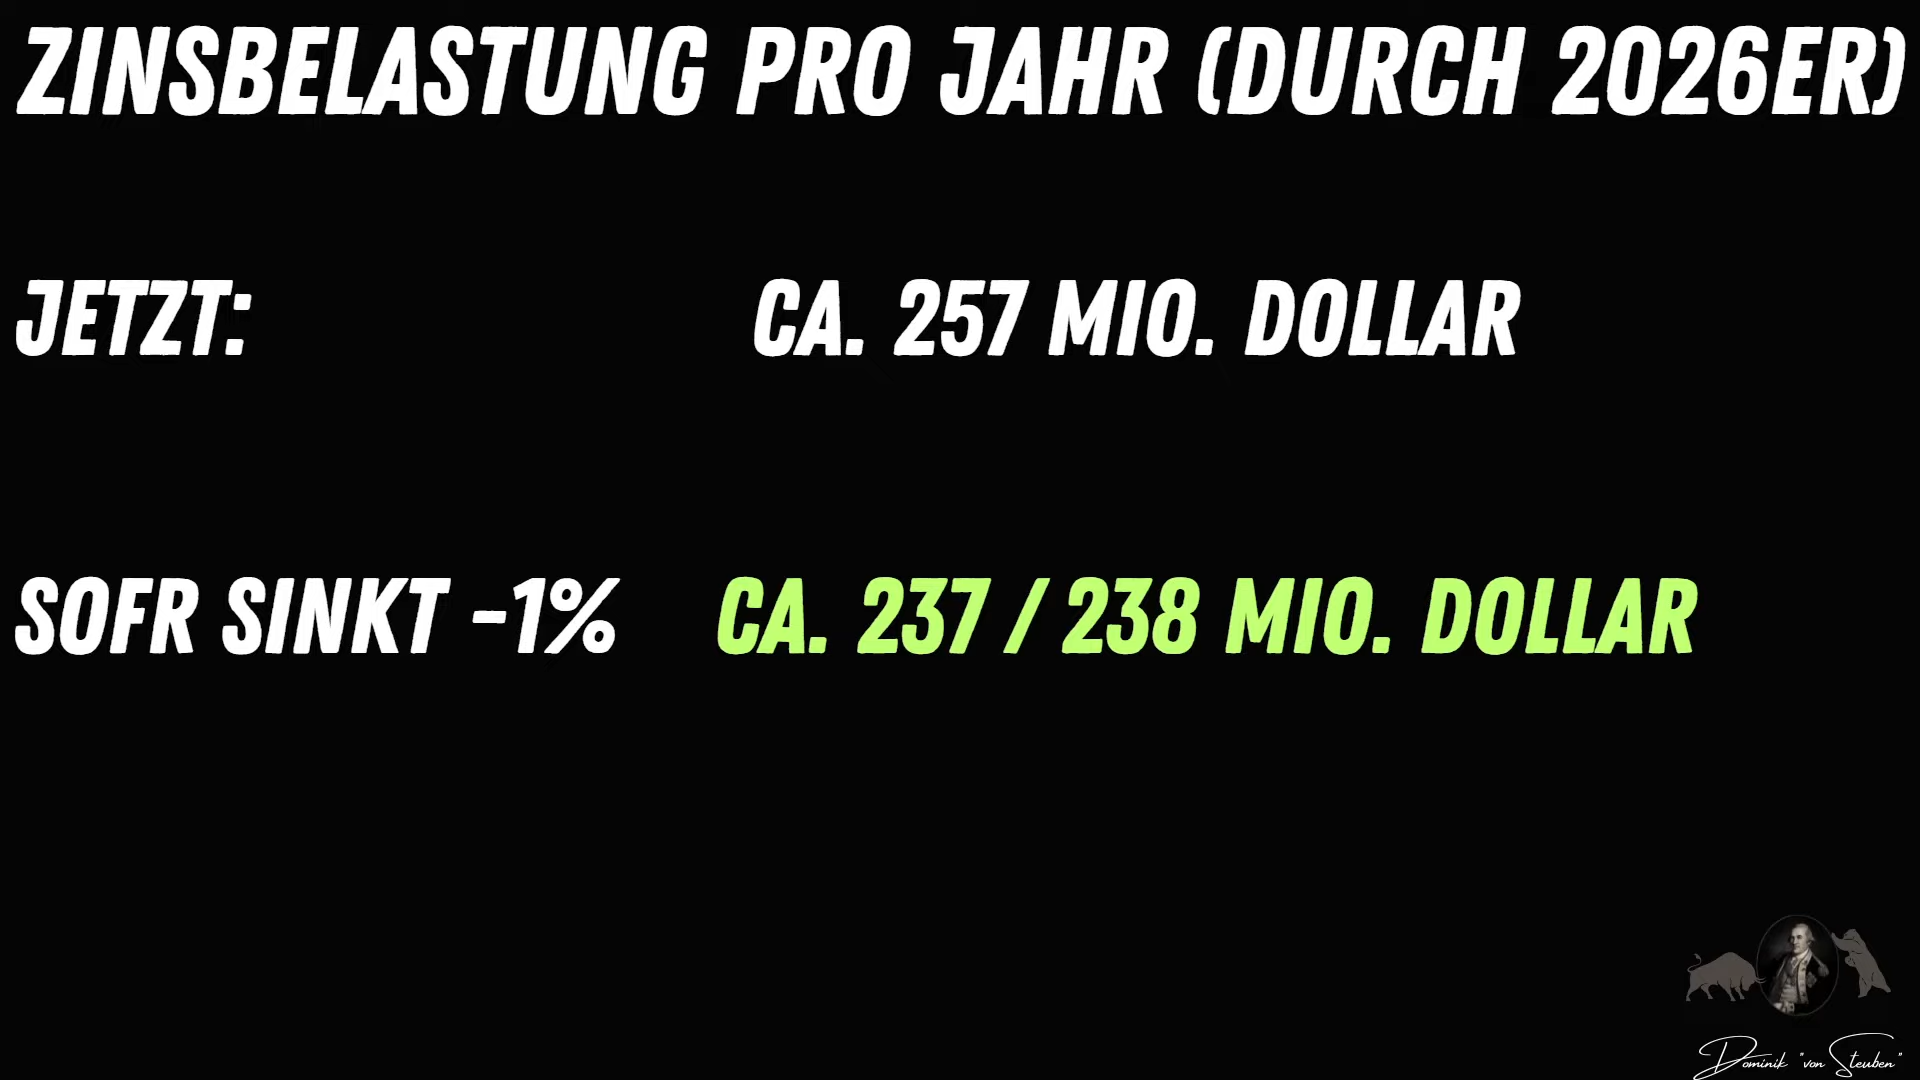 ZINSBELASTUNG PRO JAHR (DURCH 2026ER)
JETZT: CA. 257 MIO. DOLLAR
SOFR SINKT -1% CA. 237 / 238 MIO. DOLLAR
Dominik "von Steuben"